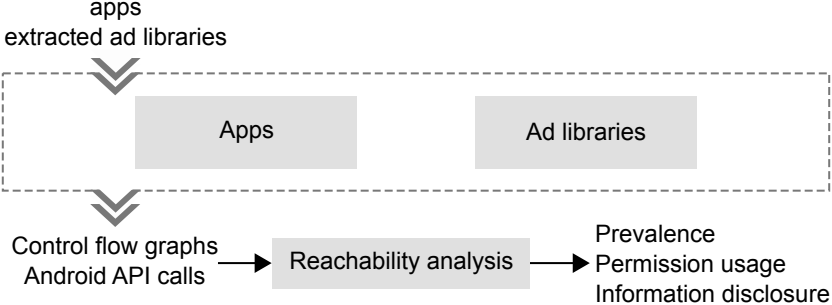 apps
extracted ad libraries
Apps
Ad libraries
Control flow graphs
Android API calls
Reachability analysis
Prevalence
Permission usage
Information disclosure